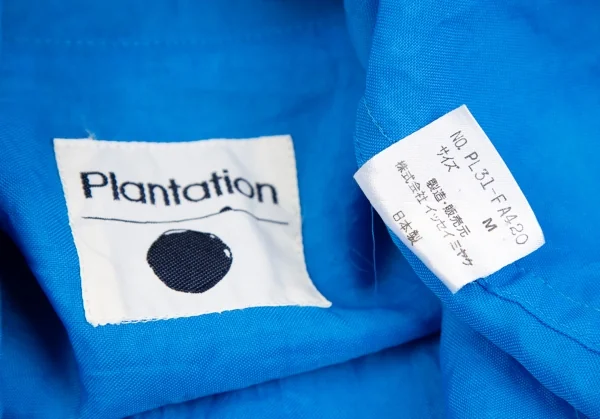 Plantation
NO. PL31-FA420
サイズ M
製造・販売元
株式会社 イッセイ ミヤケ
日本製